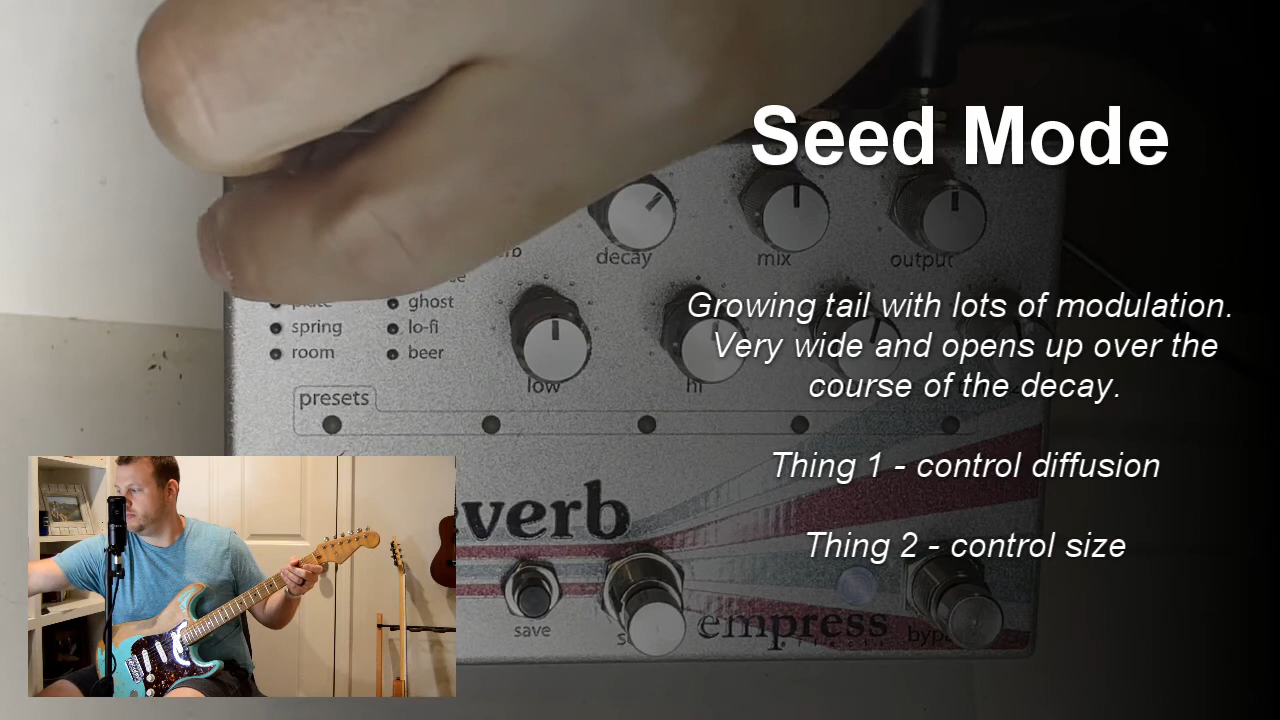 Seed Mode
decay
mix
output
ghost
spring
lo-fi
room
beer
low
hi
presets
Growing tail with lots of modulation.
Very wide and opens up over the
course of the decay.
Thing 1 - control diffusion
Thing 2 - control size
verb
save
empress